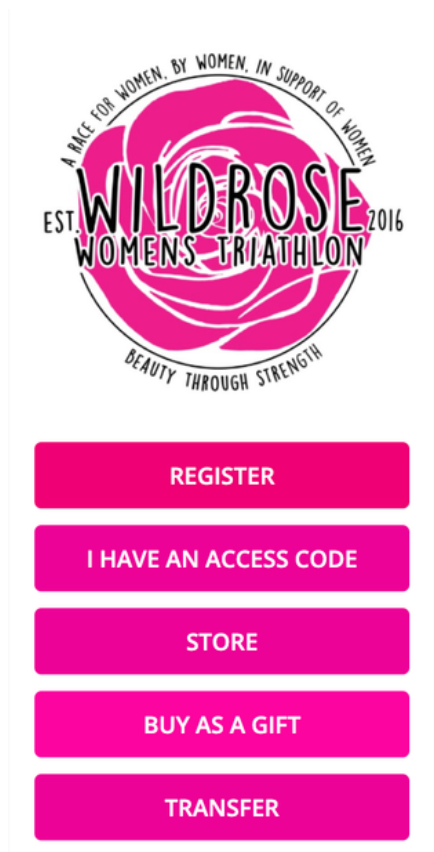 A RACE FOR WOMEN, BY WOMEN, IN SUPPORT OF WOMEN
EST. WILDROSE 2016
WOMENS TRIATHLON
BEAUTY THROUGH STRENGTH
REGISTER
I HAVE AN ACCESS CODE
STORE
BUY AS A GIFT
TRANSFER